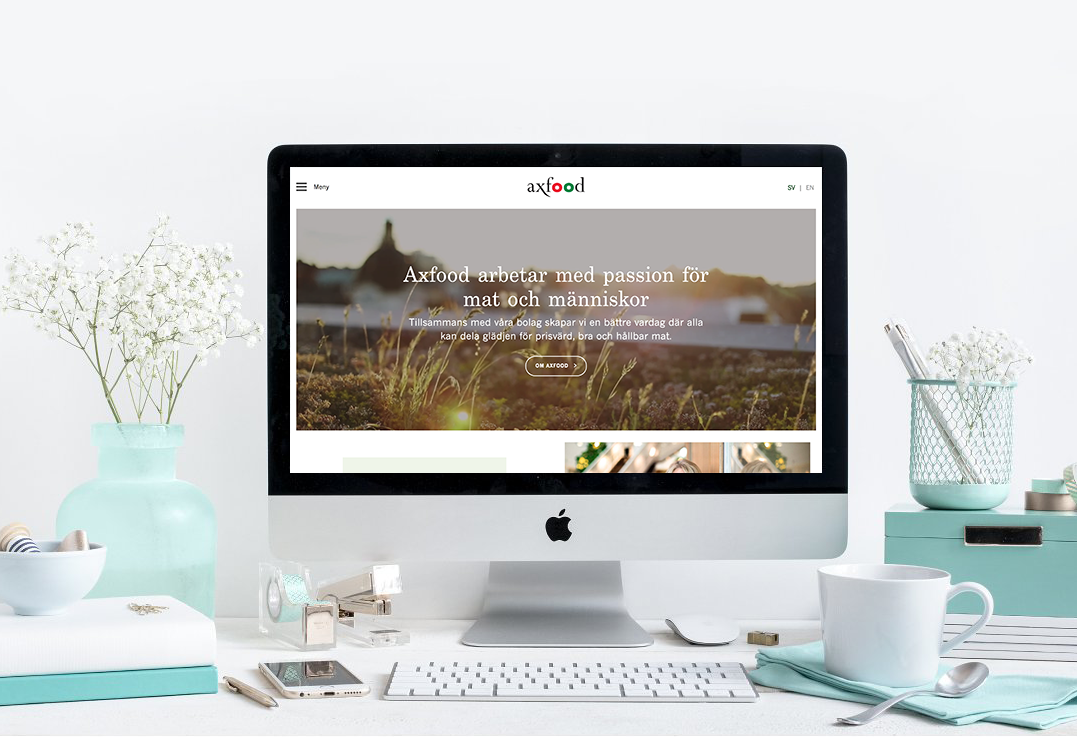 Meny
axfood
SV | EN
Axfood arbetar med passion för
mat och människor
Tillsammans med våra bolag skapar vi en bättre vardag där alla
kan dela glädjen för prisvärd, bra och hållbar mat.
OM AXFOOD >